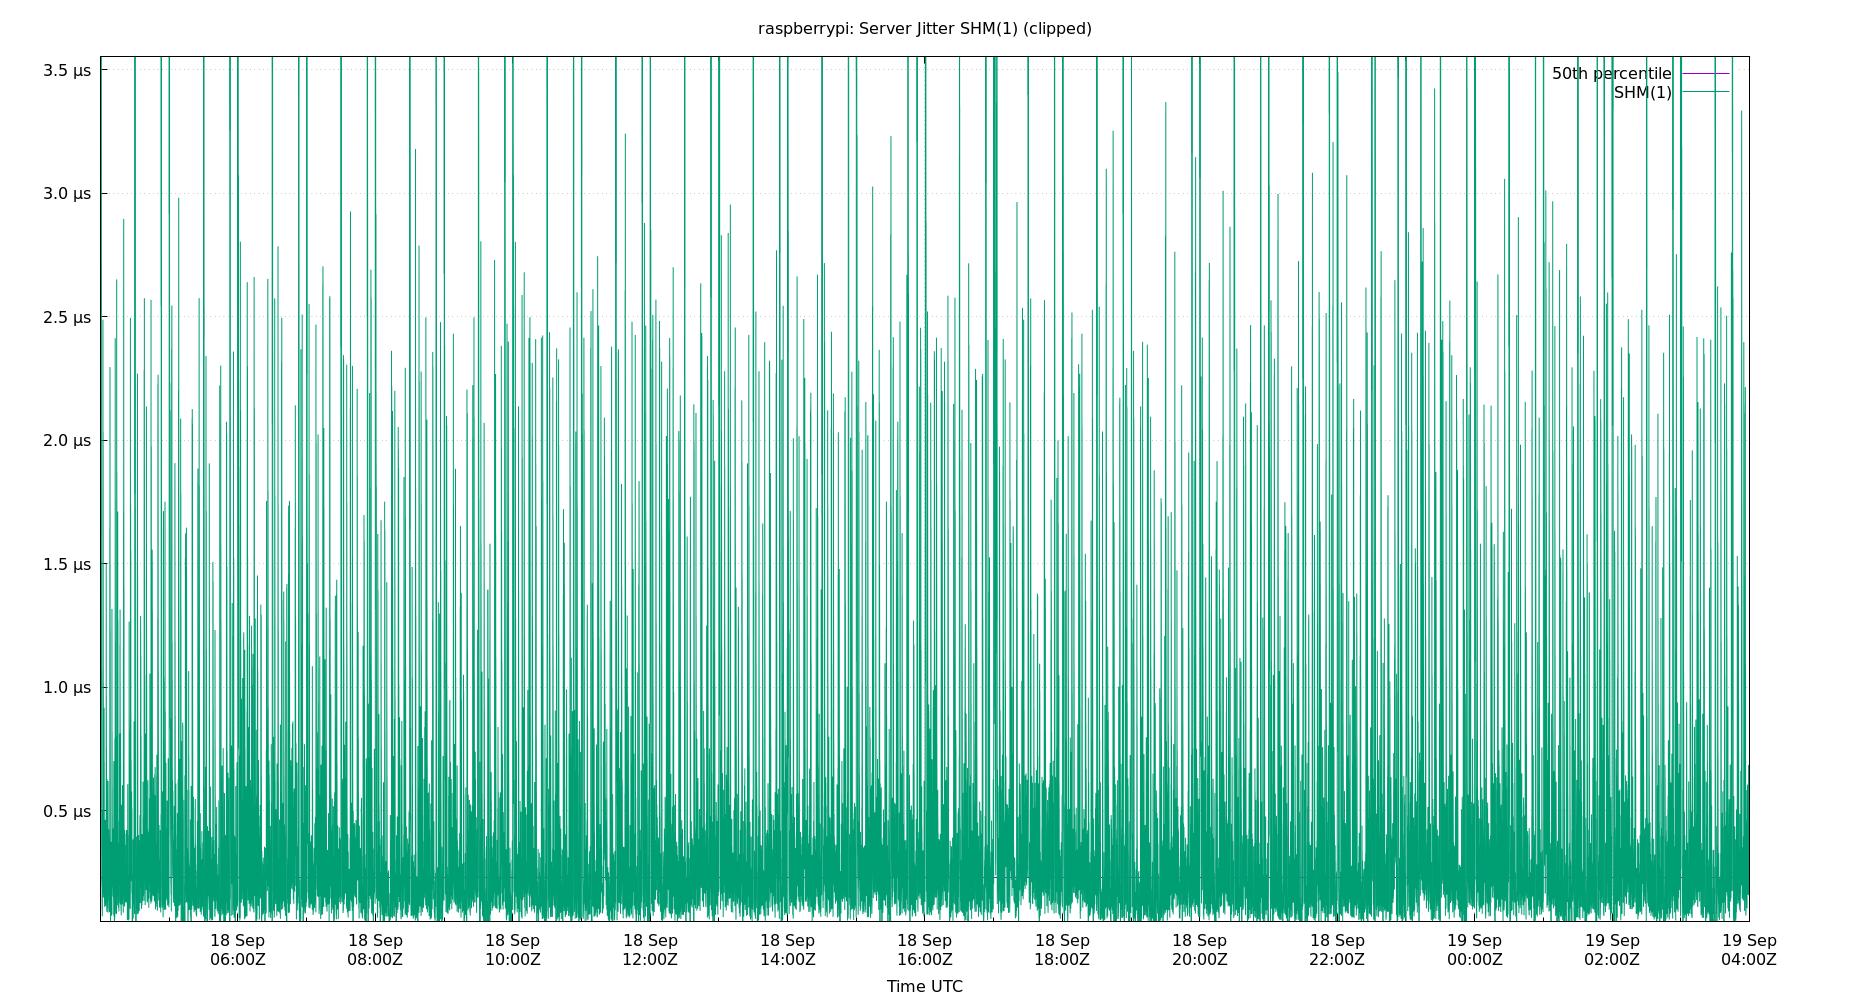 raspberrypi: Server Jitter SHM(1) (clipped)
3.5 µs
3.0 µs
2.5 µs
2.0 µs
1.5 µs
1.0 µs
0.5 µs
50th percentile
SHM(1)
18 Sep 18 Sep 18 Sep 18 Sep 18 Sep 18 Sep 18 Sep 18 Sep 18 Sep 19 Sep 19 Sep 19 Sep
06:00Z 08:00Z 10:00Z 12:00Z 14:00Z 16:00Z 18:00Z 20:00Z 22:00Z 00:00Z 02:00Z 04:00Z
Time UTC